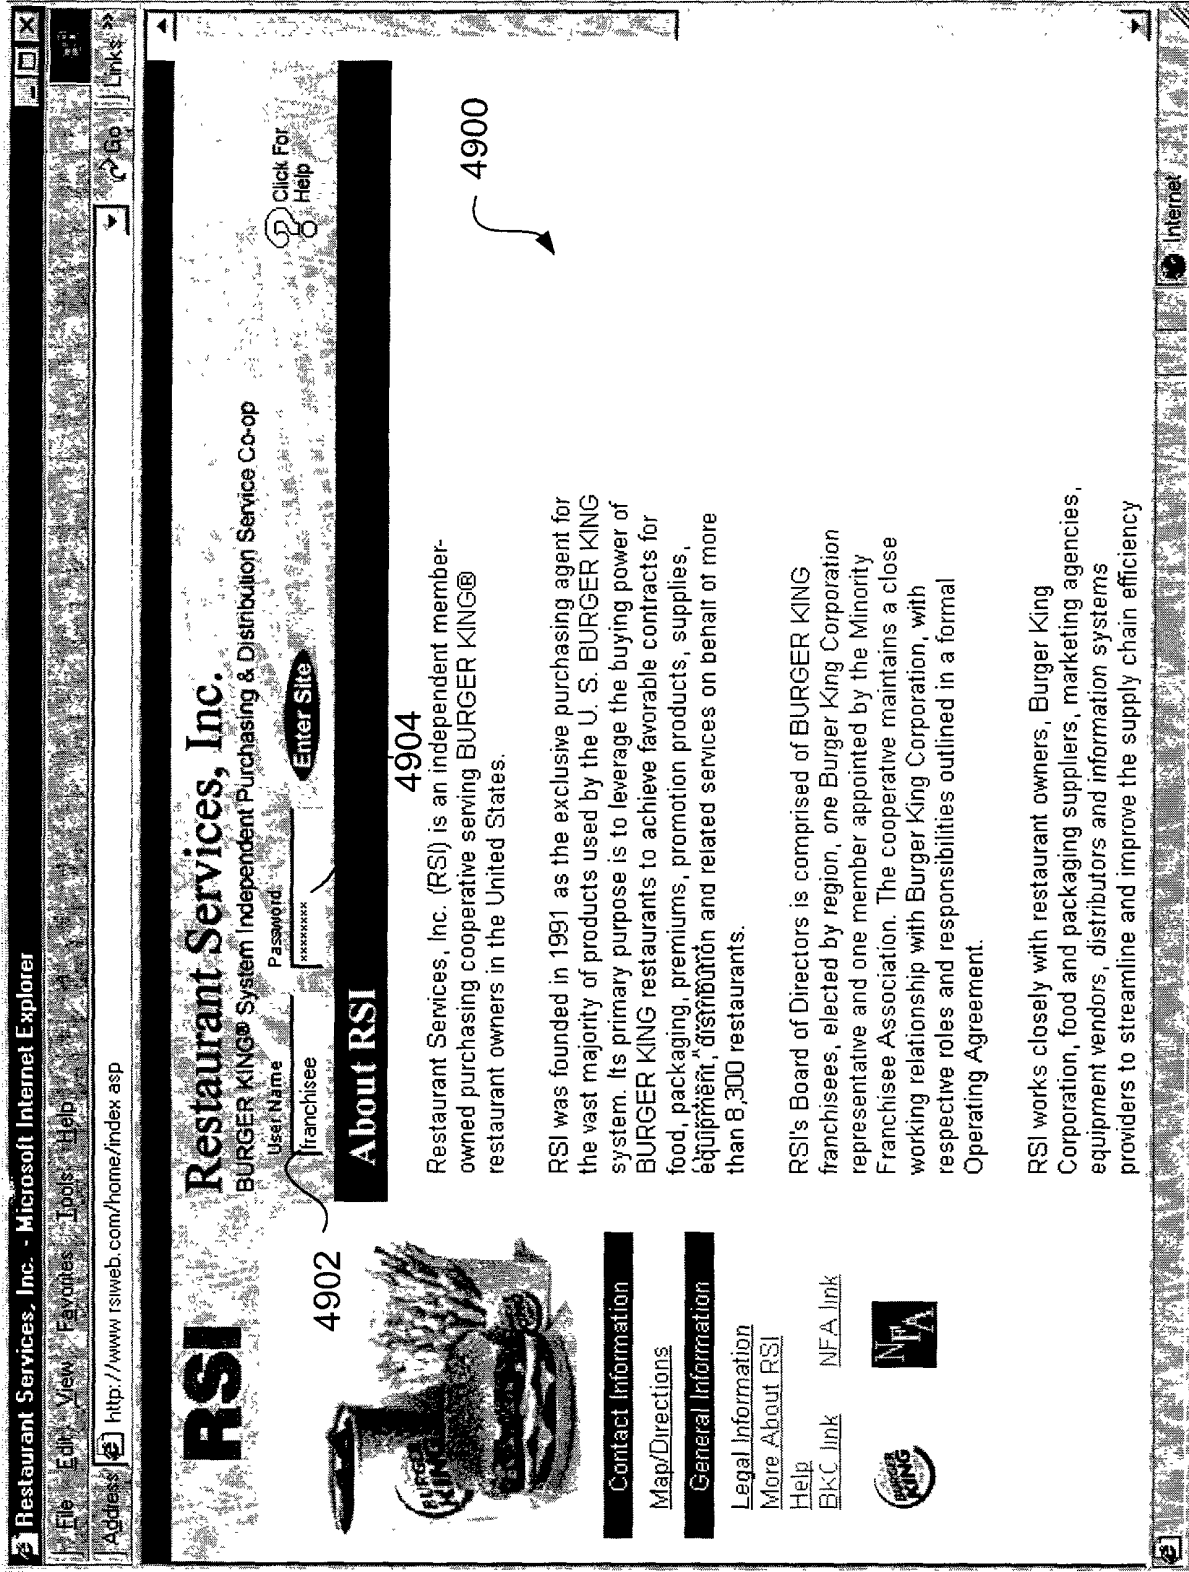 Restaurant Services, Inc. - Microsoft Internet Explorer
File Edit View Favorites Tools Help
Address http://www.rsiweb.com/home/index.asp Go Links »
RSI
Restaurant Services, Inc.
BURGER KING® System Independent Purchasing & Distribution Service Co-op
User Name Password
franchisee ********* Enter Site
Click For
Help
4902
4904
4900
About RSI
Restaurant Services, Inc. (RSI) is an independent member-
owned purchasing cooperative serving BURGER KING®
restaurant owners in the United States.
RSI was founded in 1991 as the exclusive purchasing agent for
the vast majority of products used by the U. S. BURGER KING
system. Its primary purpose is to leverage the buying power of
BURGER KING restaurants to achieve favorable contracts for
food, packaging, premiums, promotion products, supplies,
equipment, distribution and related services on behalf of more
than 8,300 restaurants.
RSI's Board of Directors is comprised of BURGER KING
franchisees, elected by region, one Burger King Corporation
representative and one member appointed by the Minority
Franchisee Association. The cooperative maintains a close
working relationship with Burger King Corporation, with
respective roles and responsibilities outlined in a formal
Operating Agreement.
RSI works closely with restaurant owners, Burger King
Corporation, food and packaging suppliers, marketing agencies,
equipment vendors, distributors and information systems
providers to streamline and improve the supply chain efficiency
BURGER
KING
Contact Information
Map/Directions
General Information
Legal Information
More About RSI
Help
BKC link NFA link
BURGER
KING
NFA
Internet